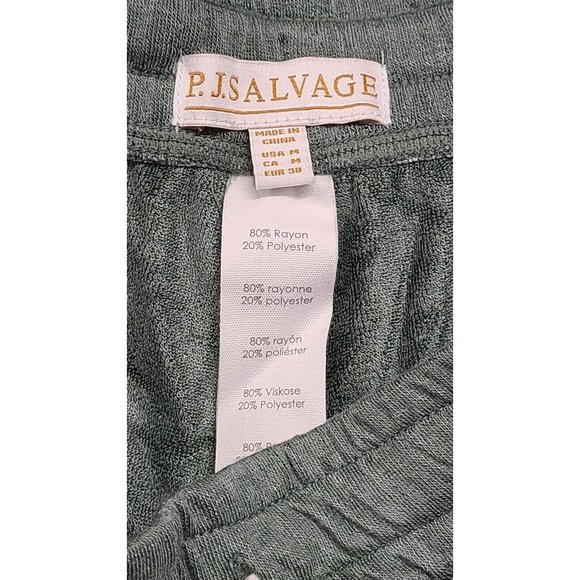 P.J.SALVAGE
MADE IN
CHINA
USA M
CA M
EUR 38
80% Rayon
20% Polyester
80% rayonne
20% polyester
80% rayón
20% poliéster
80% Viskose
20% Polyester
80%